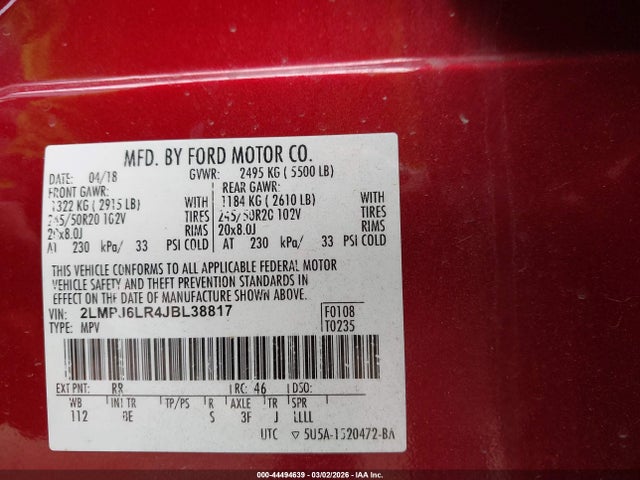 MFD. BY FORD MOTOR CO.
DATE: 04/18 GVWR: 2495 KG ( 5500 LB)
FRONT GAWR: REAR GAWR:
1322 KG ( 2915 LB) WITH 1184 KG ( 2610 LB) WITH
245/50R20 102V TIRES 245/50R20 102V TIRES
20x8.0J RIMS 20x8.0J RIMS
AT 230 kPa/ 33 PSI COLD AT 230 kPa/ 33 PSI COLD
THIS VEHICLE CONFORMS TO ALL APPLICABLE FEDERAL MOTOR
VEHICLE SAFETY AND THEFT PREVENTION STANDARDS IN
EFFECT ON THE DATE OF MANUFACTURE SHOWN ABOVE.
VIN: 2LMPJ6LR4JBL38817 F0108
TYPE: MPV T0235
EXT PNT: RR RC: 46 DSO:
WB INT TR TP/PS R AXLE TR SPR
112 S 3F J LLLL
UTC 5U5A-1520472-BA
000-44494639 - 03/02/2026 - IAA Inc.